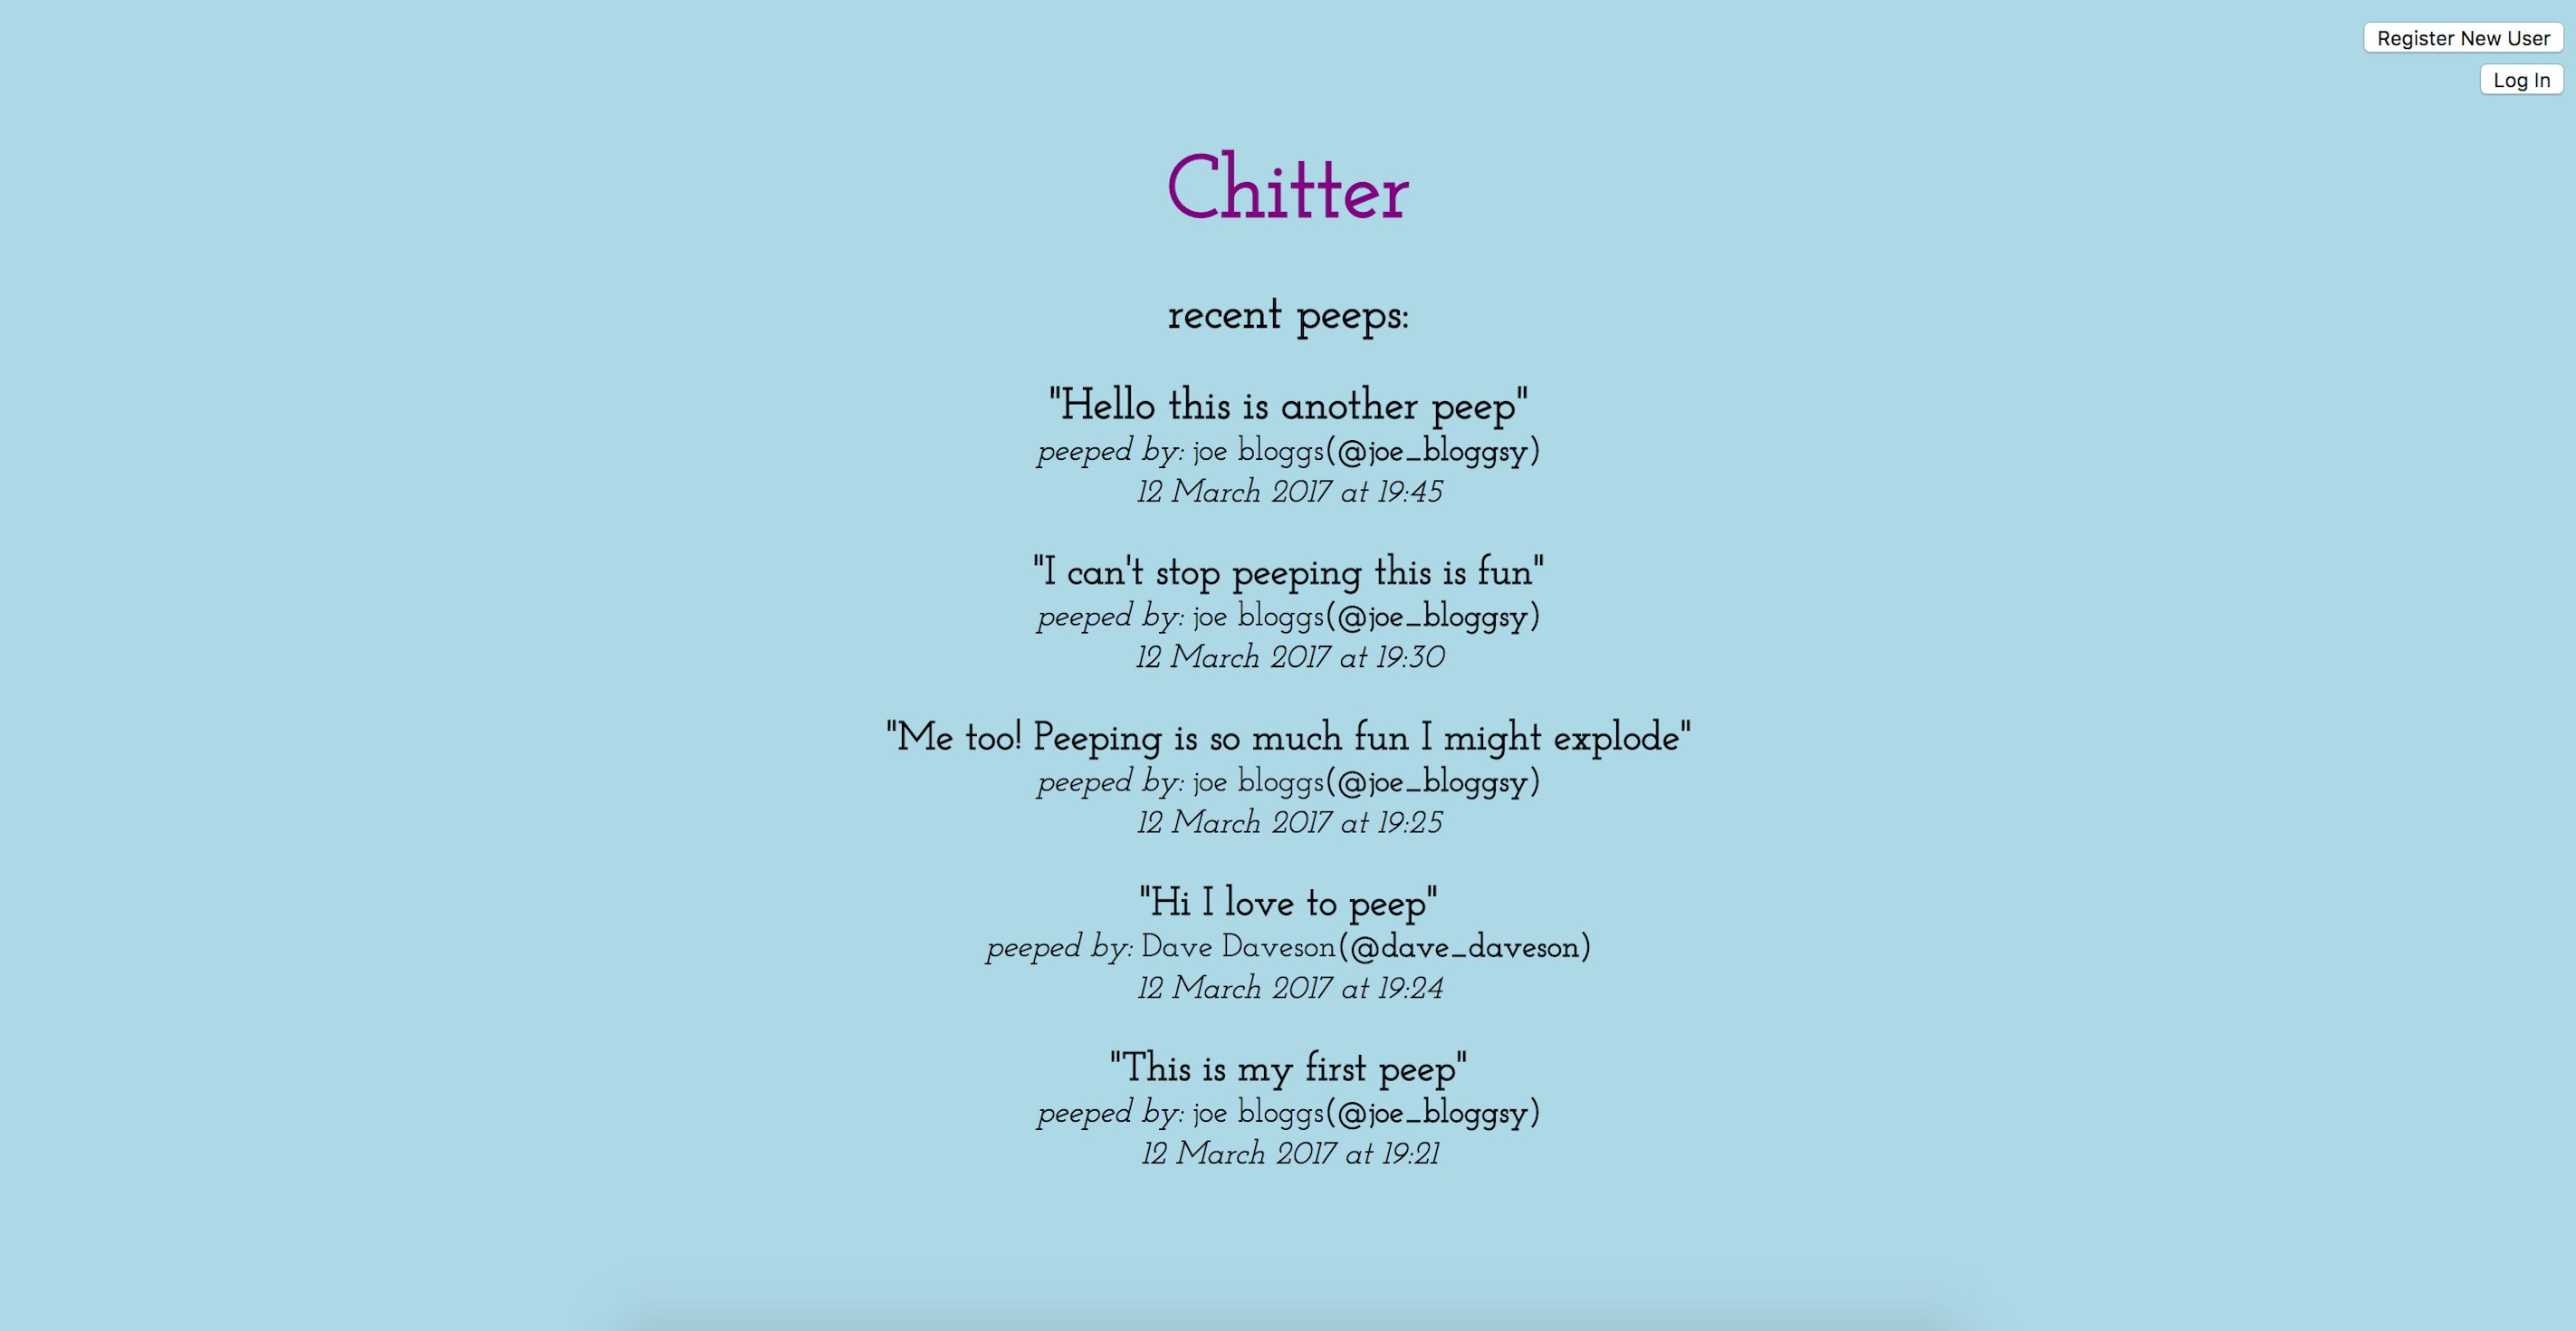 Register New User
Log In
Chitter
recent peeps:
"Hello this is another peep"
peeped by: joe bloggs(@joe_bloggsy)
12 March 2017 at 19:45
"I can't stop peeping this is fun"
peeped by: joe bloggs(@joe_bloggsy)
12 March 2017 at 19:30
"Me too! Peeping is so much fun I might explode"
peeped by: joe bloggs(@joe_bloggsy)
12 March 2017 at 19:25
"Hi I love to peep"
peeped by: Dave Daveson(@dave_daveson)
12 March 2017 at 19:24
"This is my first peep"
peeped by: joe bloggs(@joe_bloggsy)
12 March 2017 at 19:21